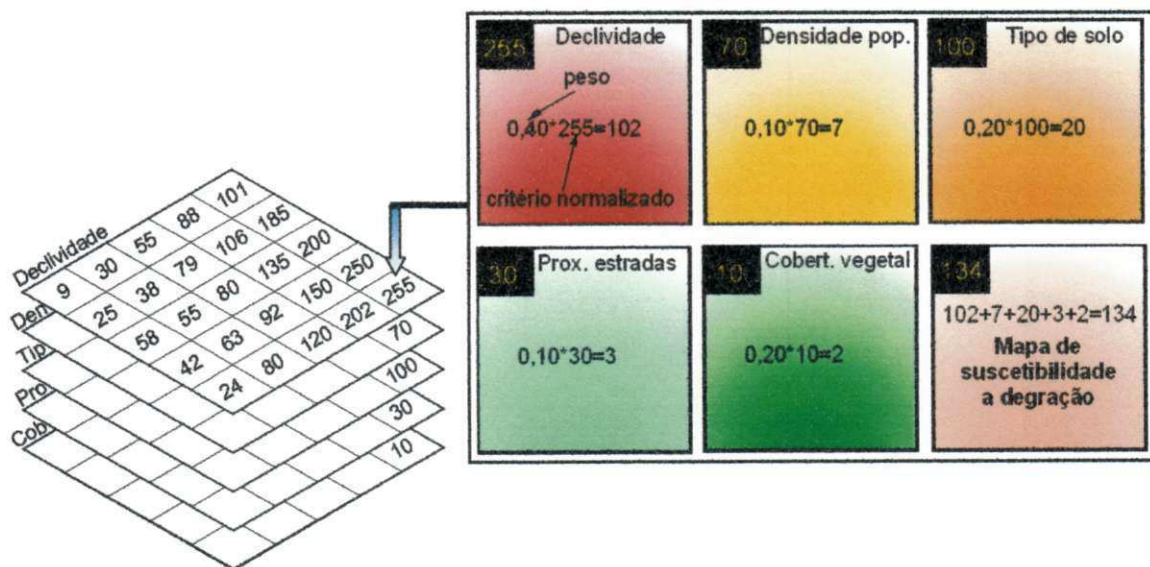 Declividade
9 30 55 88 101
25 38 79 106 185
58 55 80 135 200
42 63 92 150 250
24 80 120 202 255
Den
70
Tip
100
Pro
30
Cob
10
255 Declividade
peso
0,40*255=102
critério normalizado
70 Densidade pop.
0,10*70=7
100 Tipo de solo
0,20*100=20
30 Prox. estradas
0,10*30=3
10 Cobert. vegetal
0,20*10=2
134
102+7+20+3+2=134
Mapa de
suscetibilidade
a degração